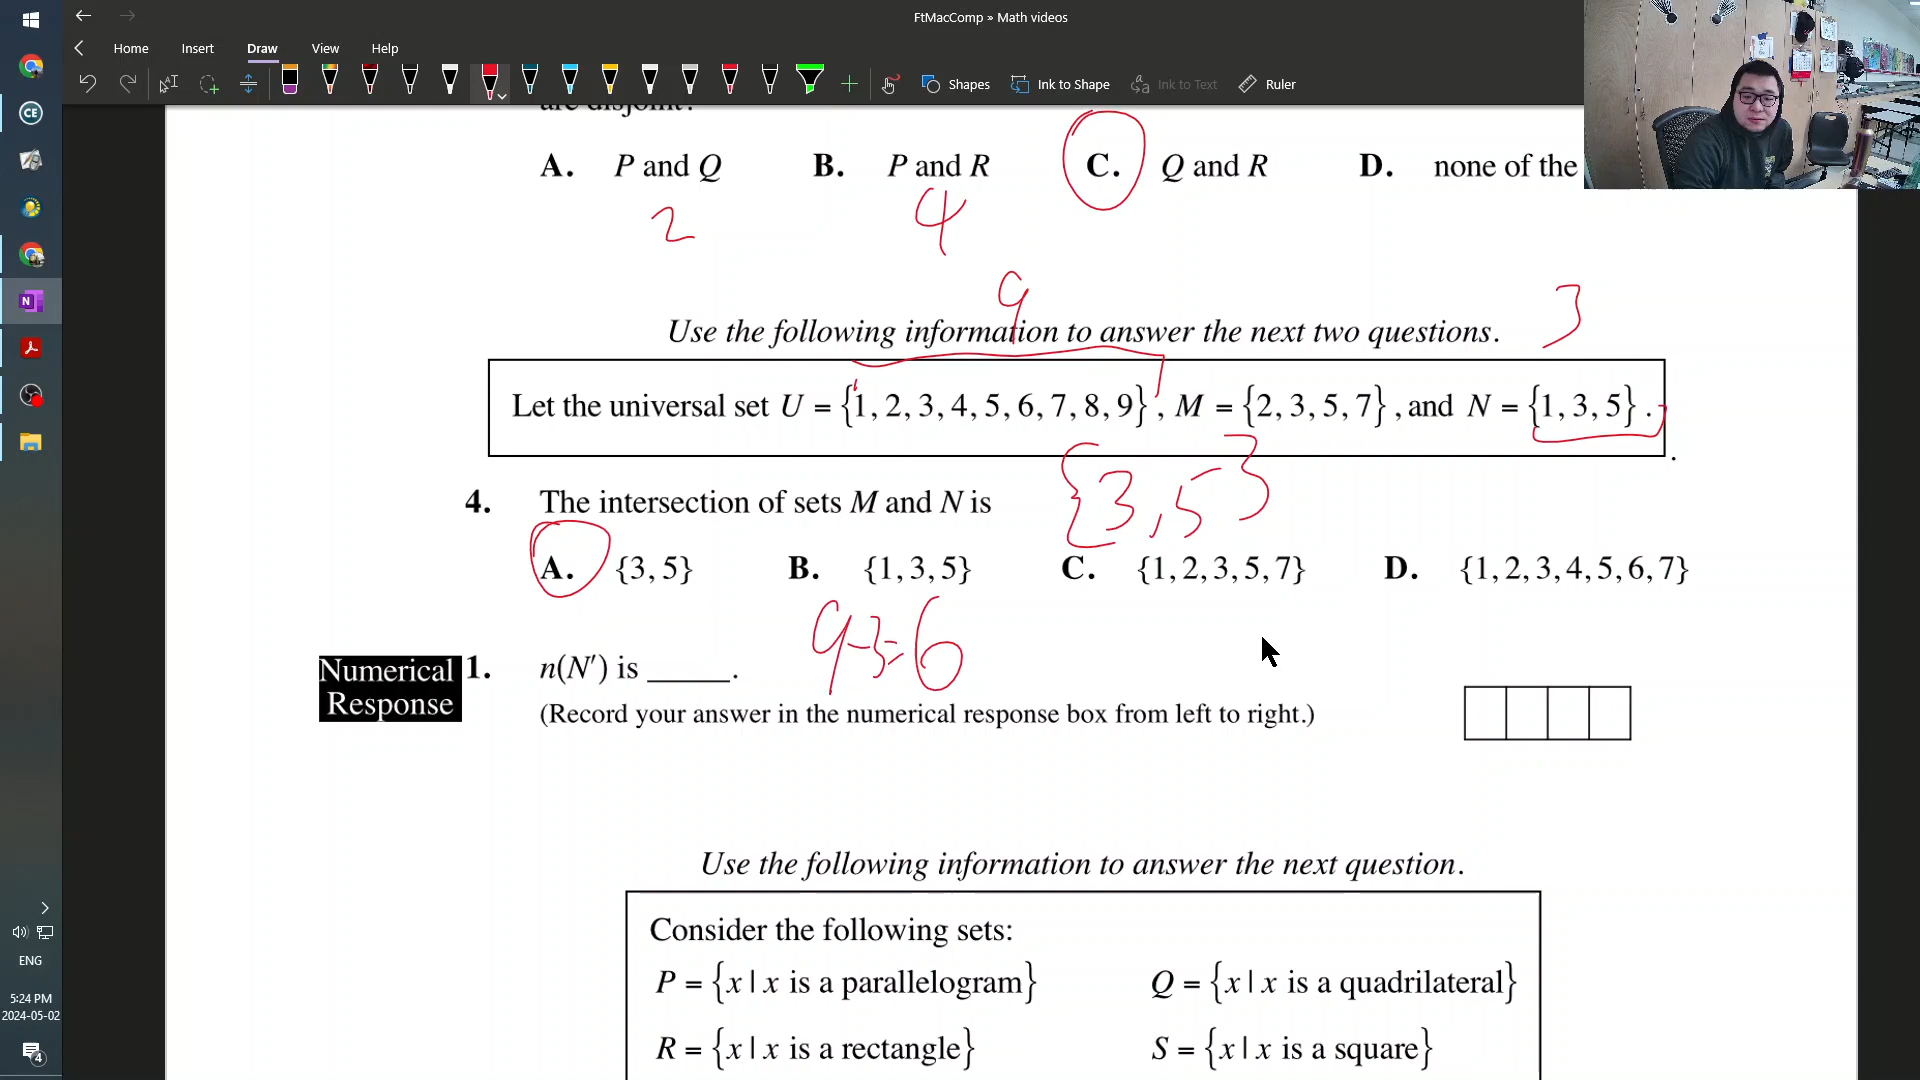 FtMacComp » Math videos
Home Insert Draw View Help
Shapes Ink to Shape Ink to Text Ruler
are disjoint?
A. P and Q B. P and R C. Q and R D. none of the
2 4
9 3
Use the following information to answer the next two questions.
Let the universal set U = {1, 2, 3, 4, 5, 6, 7, 8, 9}, M = {2, 3, 5, 7}, and N = {1, 3, 5}.
.
4. The intersection of sets M and N is {3, 5}
A. {3, 5} B. {1, 3, 5} C. {1, 2, 3, 5, 7} D. {1, 2, 3, 4, 5, 6, 7}
9-3=6
Numerical Response 1. n(N′) is _____.
(Record your answer in the numerical response box from left to right.)
Use the following information to answer the next question.
Consider the following sets:
P = {x | x is a parallelogram} Q = {x | x is a quadrilateral}
R = {x | x is a rectangle} S = {x | x is a square}
CE
N
ENG
5:24 PM
2024-05-02
4